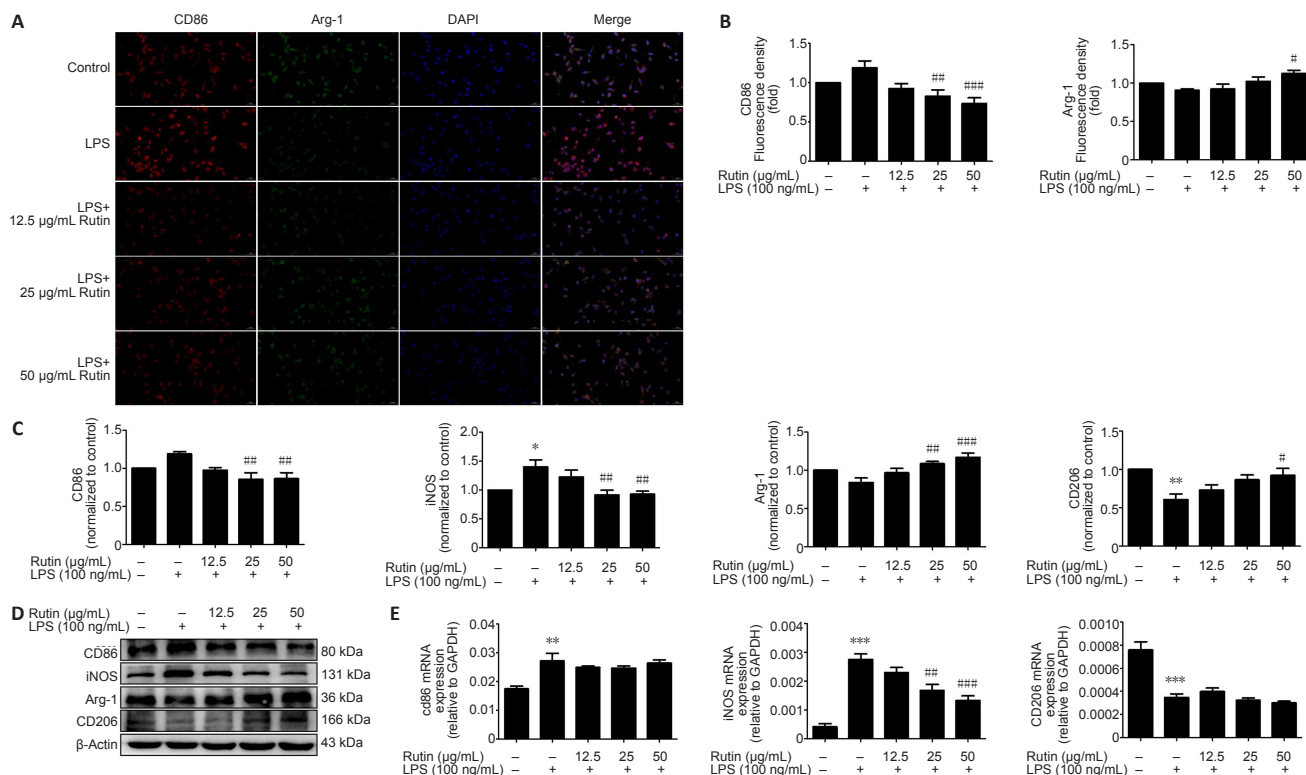 A
CD86 Arg-1 DAPI Merge
Control
LPS
LPS+
12.5 µg/mL Rutin
LPS+
25 µg/mL Rutin
LPS+
50 µg/mL Rutin
B
CD86
Fluorescence density
(fold)
1.5
1.0
0.5
0
## ###
Rutin (µg/mL) – – 12.5 25 50
LPS (100 ng/mL) – + + + +
Arg-1
Fluorescence density
(fold)
1.5
1.0
0.5
0
#
Rutin (µg/mL) – – 12.5 25 50
LPS (100 ng/mL) – + + + +
C
CD86
(normalized to control)
1.5
1.0
0.5
0
## ##
Rutin (µg/mL) – – 12.5 25 50
LPS (100 ng/mL) – + + + +
iNOS
(normalized to control)
2.0
1.5
1.0
0.5
0
* ## ##
Rutin (µg/mL) – – 12.5 25 50
LPS (100 ng/mL) – + + + +
Arg-1
(normalized to control)
1.5
1.0
0.5
0
## ###
Rutin (µg/mL) – – 12.5 25 50
LPS (100 ng/mL) – + + + +
CD206
(normalized to control)
1.5
1.0
0.5
0
** #
Rutin (µg/mL) – – 12.5 25 50
LPS (100 ng/mL) – + + + +
D
Rutin (µg/mL) – – 12.5 25 50
LPS (100 ng/mL) – + + + +
CD86 80 kDa
iNOS 131 kDa
Arg-1 36 kDa
CD206 166 kDa
β-Actin 43 kDa
E
cd86 mRNA
expression
(relative to GAPDH)
0.04
0.03
0.02
0.01
0
**
Rutin (µg/mL) – – 12.5 25 50
LPS (100 ng/mL) – + + + +
iNOS mRNA
expression
(relative to GAPDH)
0.004
0.003
0.002
0.001
0
*** ## ###
Rutin (µg/mL) – – 12.5 25 50
LPS (100 ng/mL) – + + + +
CD206 mRNA
expression
(relative to GAPDH)
0.0010
0.0008
0.0006
0.0004
0.0002
0
***
Rutin (µg/mL) – – 12.5 25 50
LPS (100 ng/mL) – + + + +